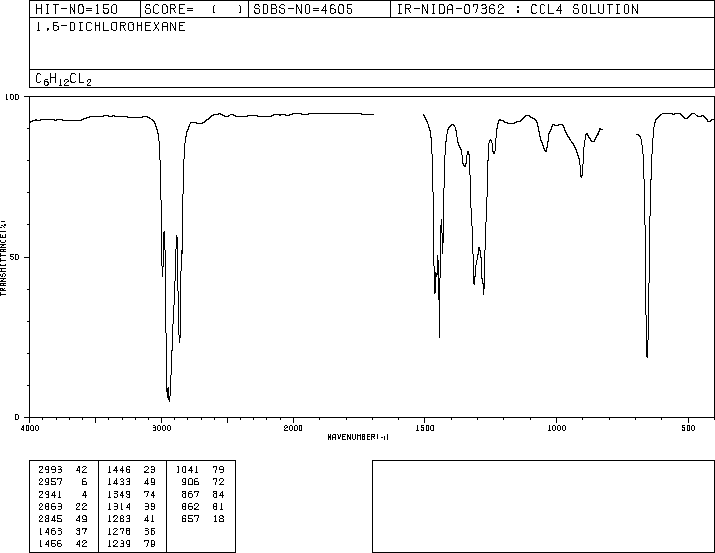 HIT-NO=150 SCORE= ( ) SDBS-NO=4605 IR-NIDA-07362 : CCL4 SOLUTION
1,6-DICHLOROHEXANE
C6H12CL2
100
50
0
TRANSMITTANCE(%)
4000 3000 2000 1500 1000 500
WAVENUMBER(-1)
2993 42 1446 23 1041 79
2957 6 1433 49 906 72
2941 4 1349 74 867 84
2863 22 1314 39 862 81
2845 49 1283 41 657 18
1463 37 1278 36
1456 42 1239 79